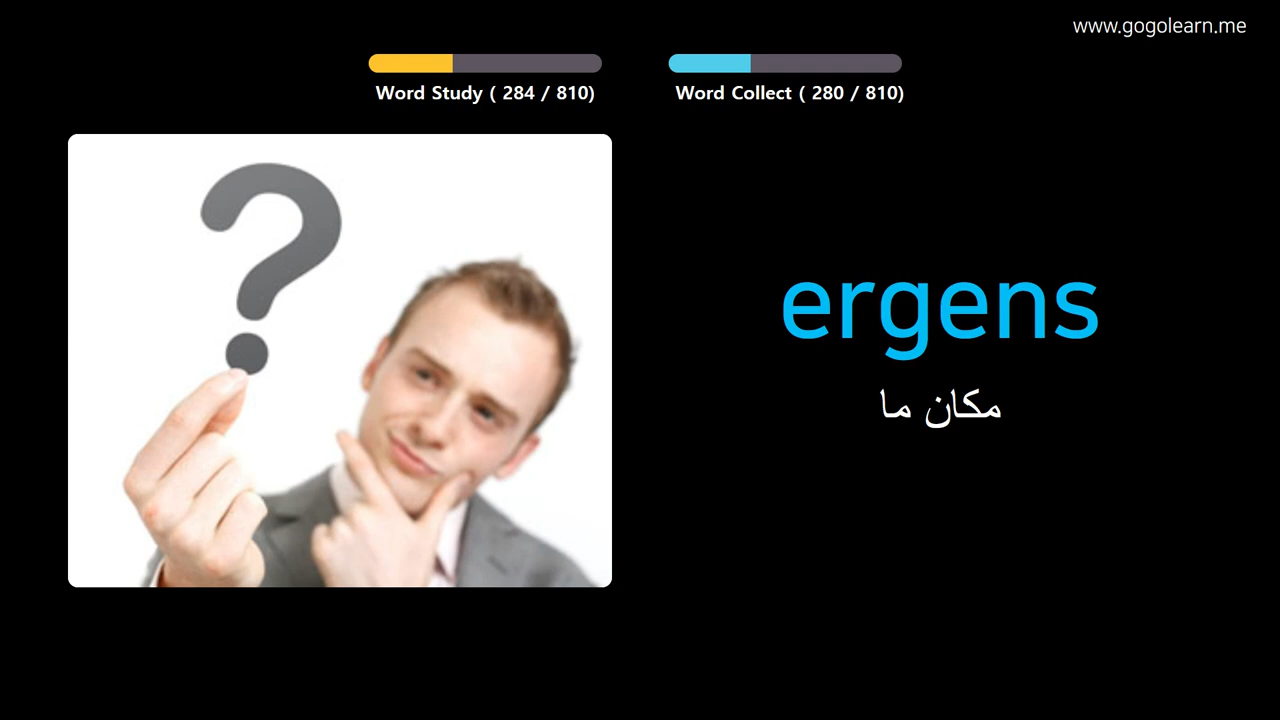 www.gogolearn.me
Word Study ( 284 / 810)
Word Collect ( 280 / 810)
?
ergens
مكان ما